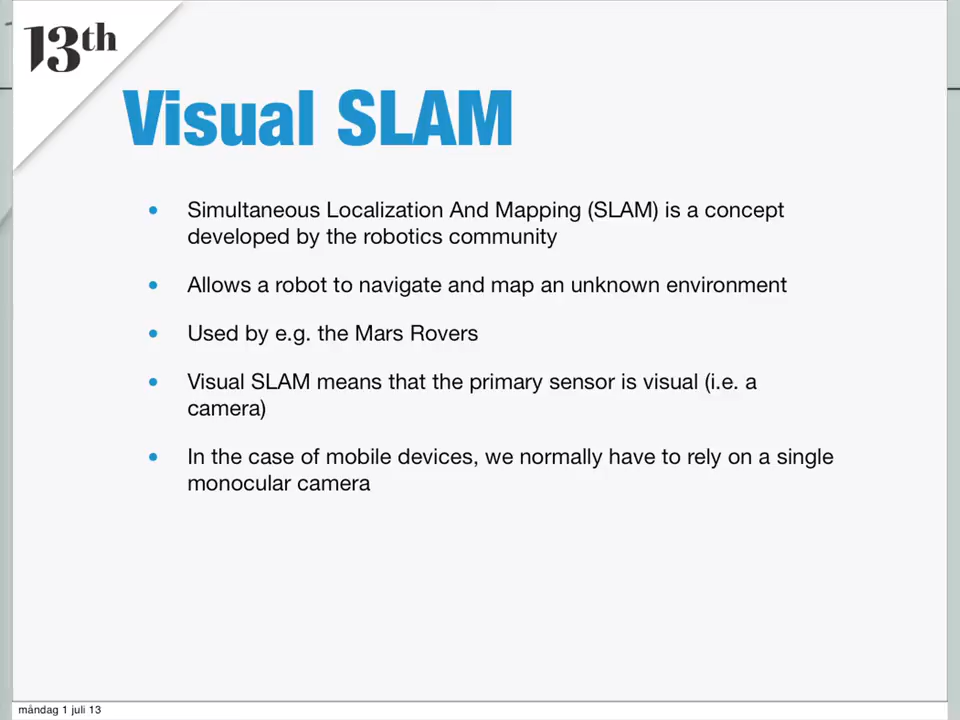 13th
Visual SLAM
• Simultaneous Localization And Mapping (SLAM) is a concept
developed by the robotics community
• Allows a robot to navigate and map an unknown environment
• Used by e.g. the Mars Rovers
• Visual SLAM means that the primary sensor is visual (i.e. a
camera)
• In the case of mobile devices, we normally have to rely on a single
monocular camera
måndag 1 juli 13